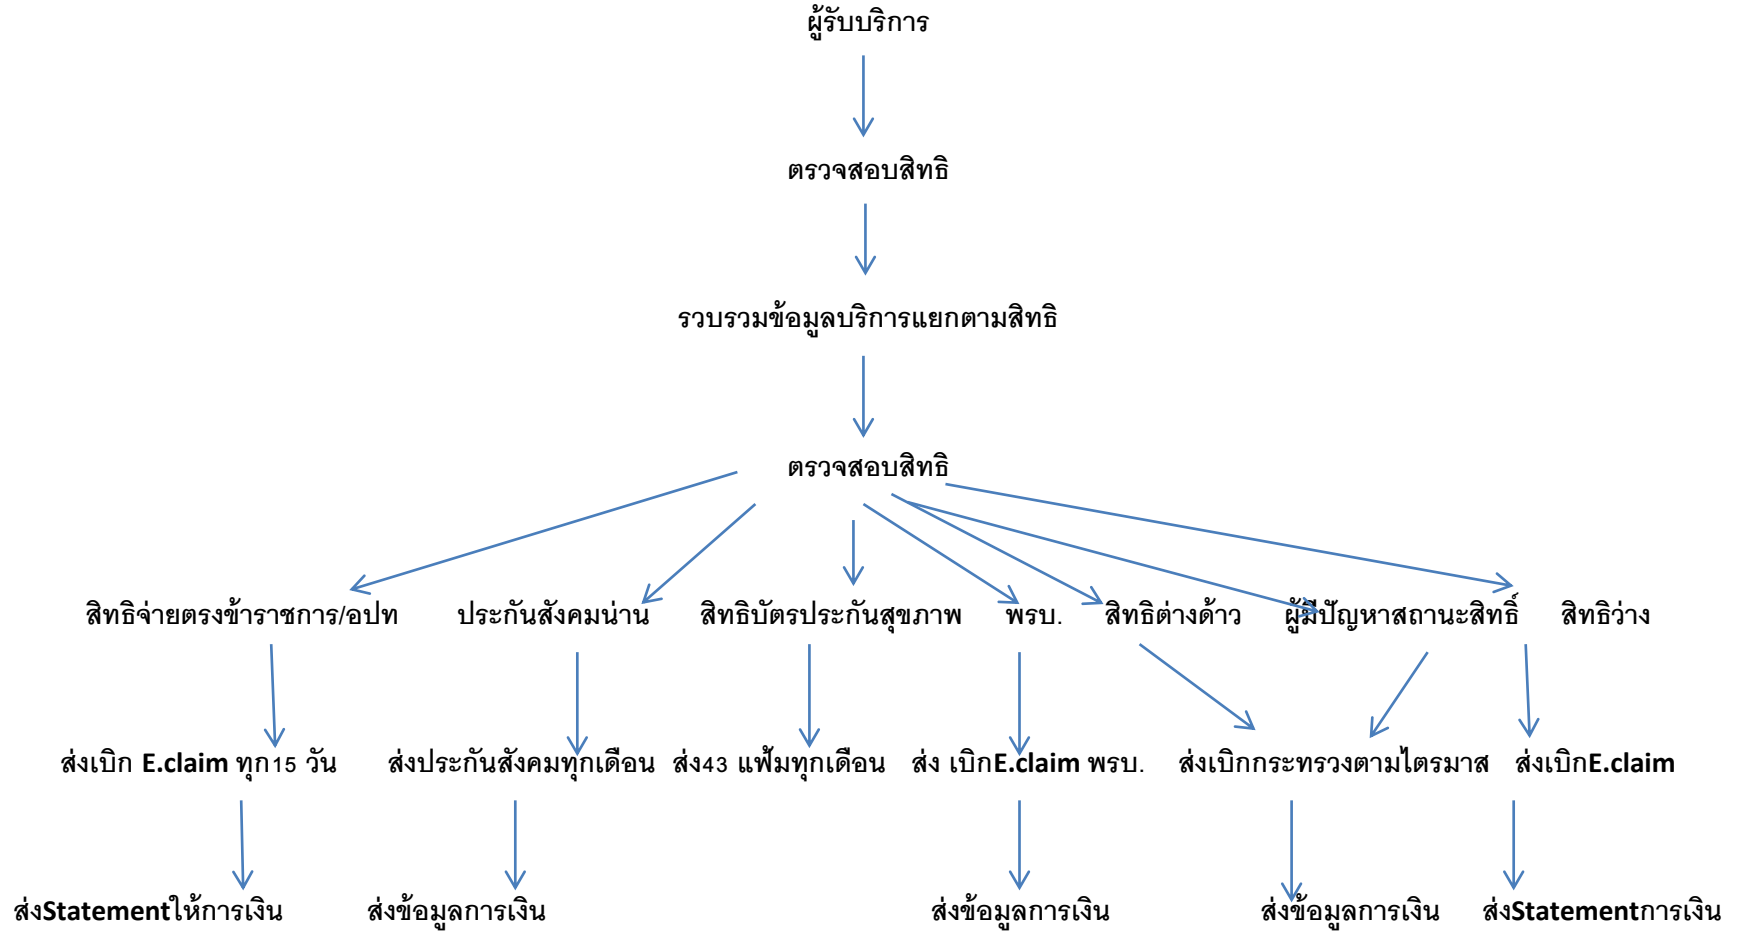 ผู้รับบริการ
ตรวจสอบสิทธิ
รวบรวมข้อมูลบริการแยกตามสิทธิ
ตรวจสอบสิทธิ
สิทธิจ่ายตรงข้าราชการ/อปท ประกันสังคมน่าน สิทธิบัตรประกันสุขภาพ พรบ. สิทธิต่างด้าว ผู้มีปัญหาสถานะสิทธิ์ สิทธิว่าง
ส่งเบิก E.claim ทุก15 วัน ส่งประกันสังคมทุกเดือน ส่ง43 แฟ้มทุกเดือน ส่ง เบิกE.claim พรบ. ส่งเบิกกระทรวงตามไตรมาส ส่งเบิกE.claim
ส่งStatementให้การเงิน ส่งข้อมูลการเงิน ส่งข้อมูลการเงิน ส่งข้อมูลการเงิน ส่งStatementการเงิน